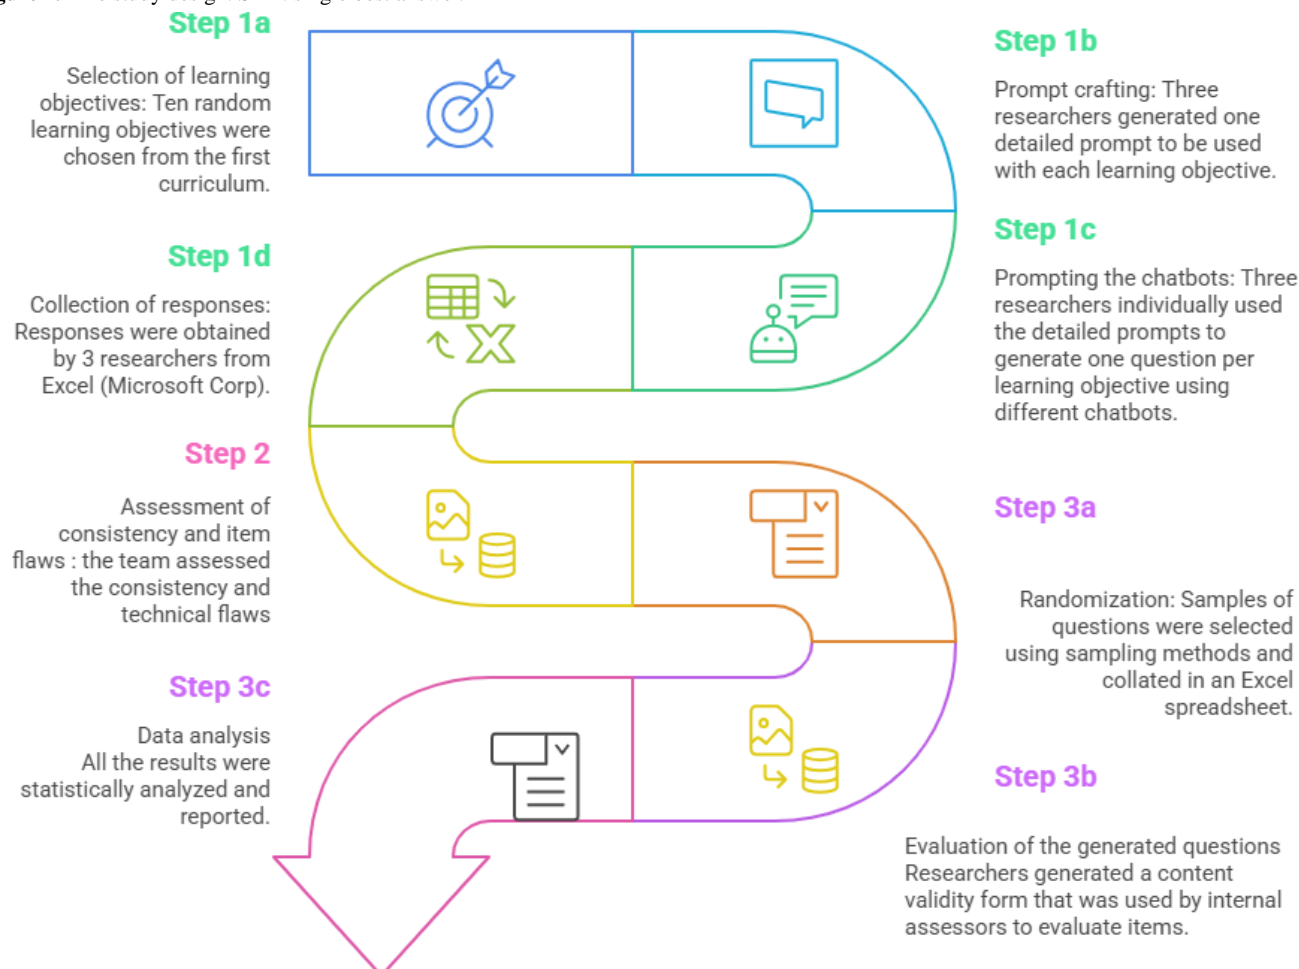 Step 1a
Selection of learning
objectives: Ten random
learning objectives were
chosen from the first
curriculum.
Step 1b
Prompt crafting: Three
researchers generated one
detailed prompt to be used
with each learning objective.
Step 1c
Prompting the chatbots: Three
researchers individually used
the detailed prompts to
generate one question per
learning objective using
different chatbots.
Step 1d
Collection of responses:
Responses were obtained
by 3 researchers from
Excel (Microsoft Corp).
Step 2
Assessment of
consistency and item
flaws : the team assessed
the consistency and
technical flaws
Step 3a
Randomization: Samples of
questions were selected
using sampling methods and
collated in an Excel
spreadsheet.
Step 3b
Evaluation of the generated questions
Researchers generated a content
validity form that was used by internal
assessors to evaluate items.
Step 3c
Data analysis
All the results were
statistically analyzed and
reported.